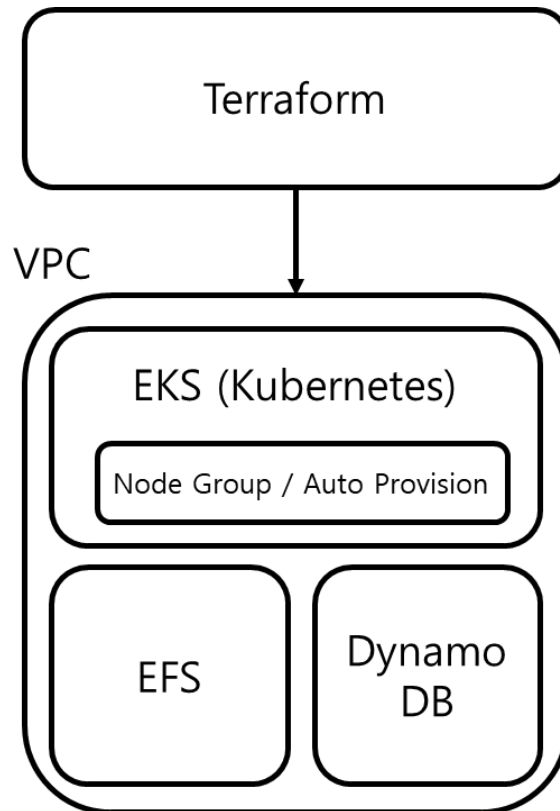 Terraform
VPC
EKS (Kubernetes)
Node Group / Auto Provision
EFS
Dynamo
DB